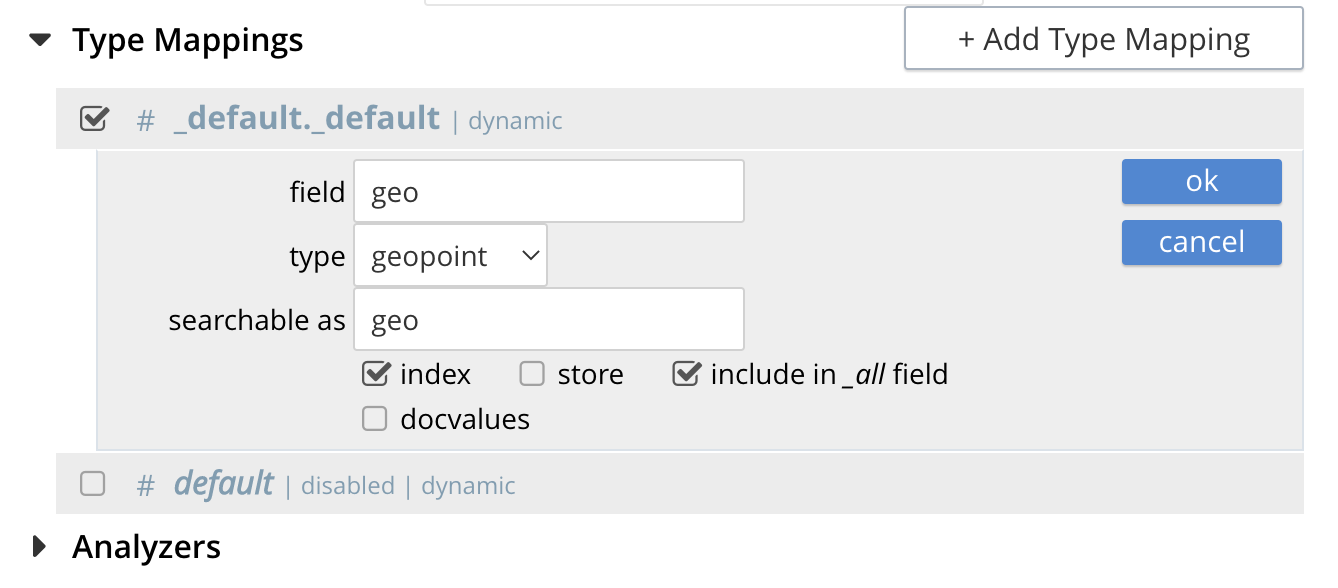 Type Mappings
+ Add Type Mapping
# _default._default | dynamic
field geo
ok
type geopoint
cancel
searchable as geo
index store include in _all field
docvalues
# default | disabled | dynamic
Analyzers